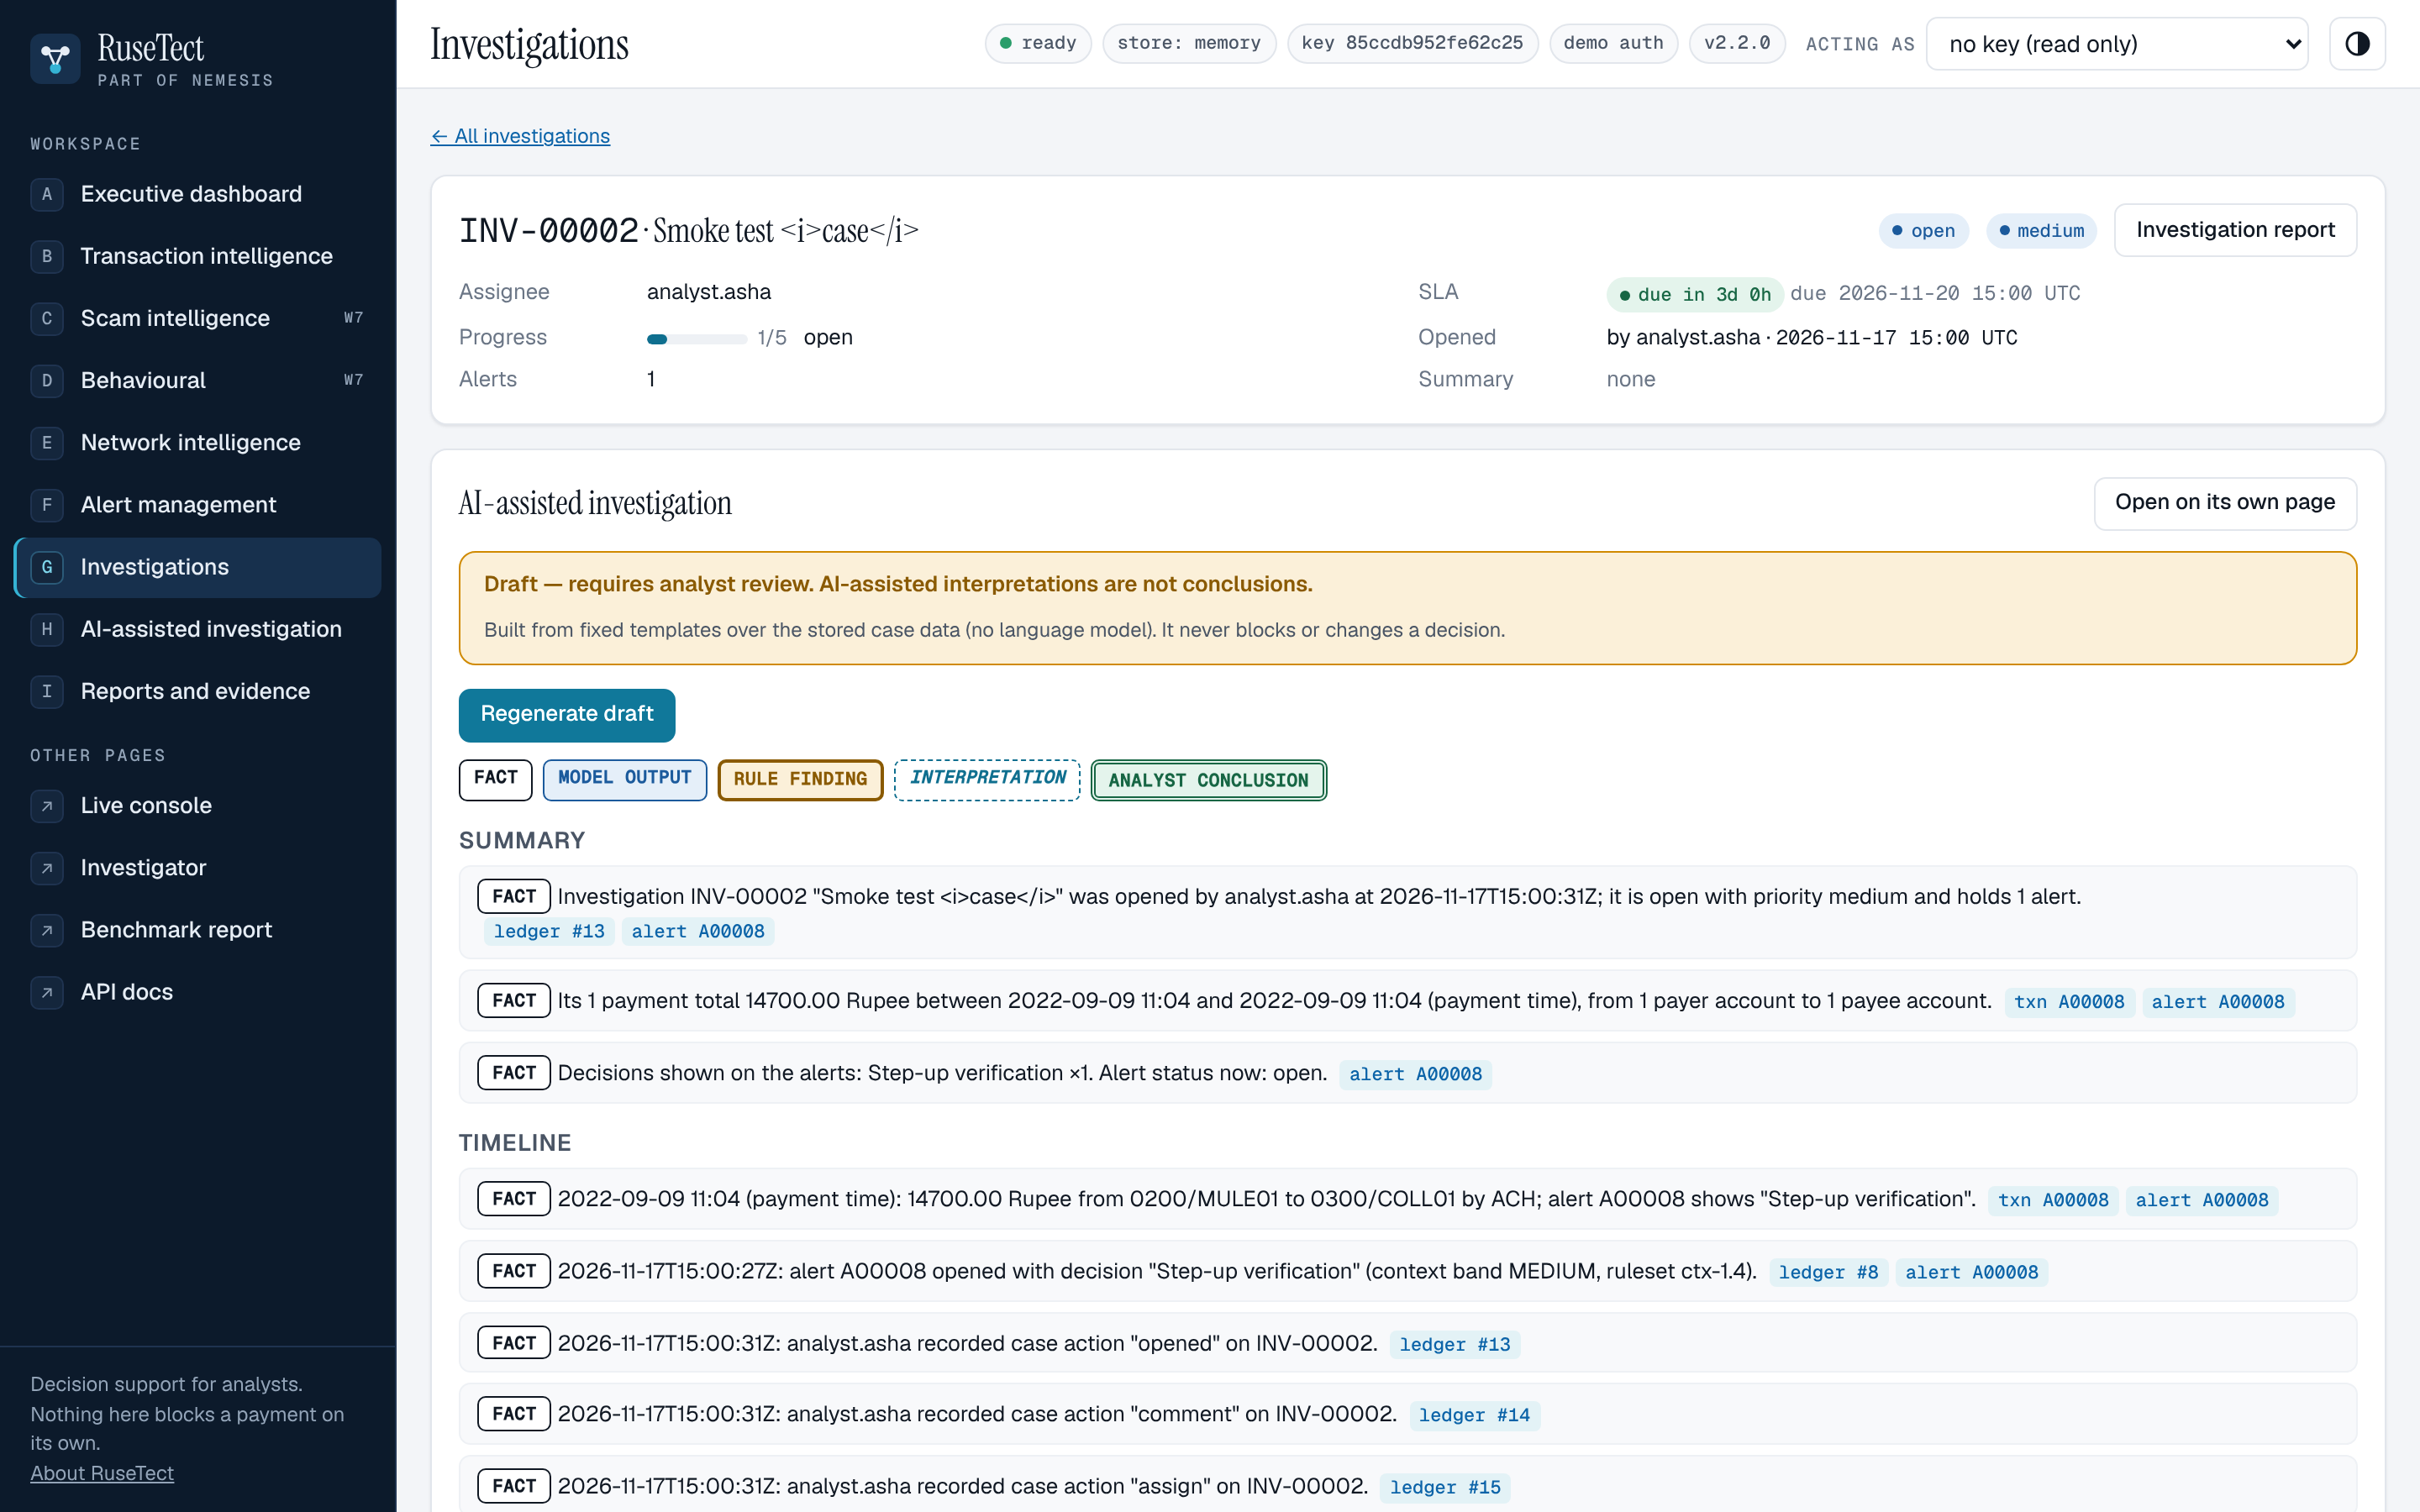 RuseTect
PART OF NEMESIS
WORKSPACE
A Executive dashboard
B Transaction intelligence
C Scam intelligence W7
D Behavioural W7
E Network intelligence
F Alert management
G Investigations
H AI-assisted investigation
I Reports and evidence
OTHER PAGES
↗ Live console
↗ Investigator
↗ Benchmark report
↗ API docs
Decision support for analysts.
Nothing here blocks a payment on
its own.
About RuseTect
Investigations
ready store: memory key 85ccdb952fe62c25 demo auth v2.2.0 ACTING AS no key (read only)
← All investigations
INV-00002 · Smoke test <i>case</i> open medium Investigation report
Assignee analyst.asha SLA due in 3d 0h due 2026-11-20 15:00 UTC
Progress 1/5 open Opened by analyst.asha · 2026-11-17 15:00 UTC
Alerts 1 Summary none
AI-assisted investigation Open on its own page
Draft — requires analyst review. AI-assisted interpretations are not conclusions.
Built from fixed templates over the stored case data (no language model). It never blocks or changes a decision.
Regenerate draft
FACT MODEL OUTPUT RULE FINDING INTERPRETATION ANALYST CONCLUSION
SUMMARY
FACT Investigation INV-00002 "Smoke test <i>case</i>" was opened by analyst.asha at 2026-11-17T15:00:31Z; it is open with priority medium and holds 1 alert.
ledger #13 alert A00008
FACT Its 1 payment total 14700.00 Rupee between 2022-09-09 11:04 and 2022-09-09 11:04 (payment time), from 1 payer account to 1 payee account. txn A00008 alert A00008
FACT Decisions shown on the alerts: Step-up verification ×1. Alert status now: open. alert A00008
TIMELINE
FACT 2022-09-09 11:04 (payment time): 14700.00 Rupee from 0200/MULE01 to 0300/COLL01 by ACH; alert A00008 shows "Step-up verification". txn A00008 alert A00008
FACT 2026-11-17T15:00:27Z: alert A00008 opened with decision "Step-up verification" (context band MEDIUM, ruleset ctx-1.4). ledger #8 alert A00008
FACT 2026-11-17T15:00:31Z: analyst.asha recorded case action "opened" on INV-00002. ledger #13
FACT 2026-11-17T15:00:31Z: analyst.asha recorded case action "comment" on INV-00002. ledger #14
FACT 2026-11-17T15:00:31Z: analyst.asha recorded case action "assign" on INV-00002. ledger #15